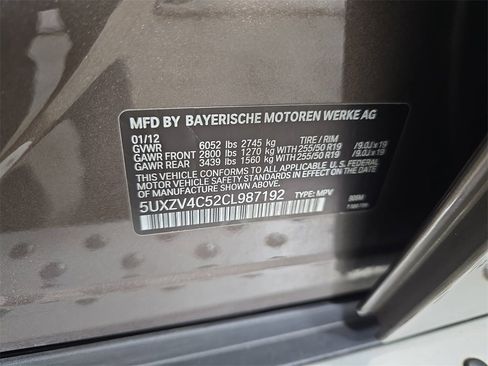 MFD BY BAYERISCHE MOTOREN WERKE AG
01/12 TIRE / RIM
GVWR 6052 lbs 2745 kg
GAWR FRONT 2800 lbs 1270 kg WITH 255/50 R19 /9.0J x 19
GAWR REAR 3439 lbs 1560 kg WITH 255/50 R19 /9.0J x 19
THIS VEHICLE CONFORMS TO ALL APPLICABLE U.S. FEDERAL
MOTOR VEHICLE SAFETY STANDARDS IN EFFECT ON THE DATE
OF MANUFACTURE SHOWN ABOVE.
5UXZV4C52CL987192 TYPE: MPV